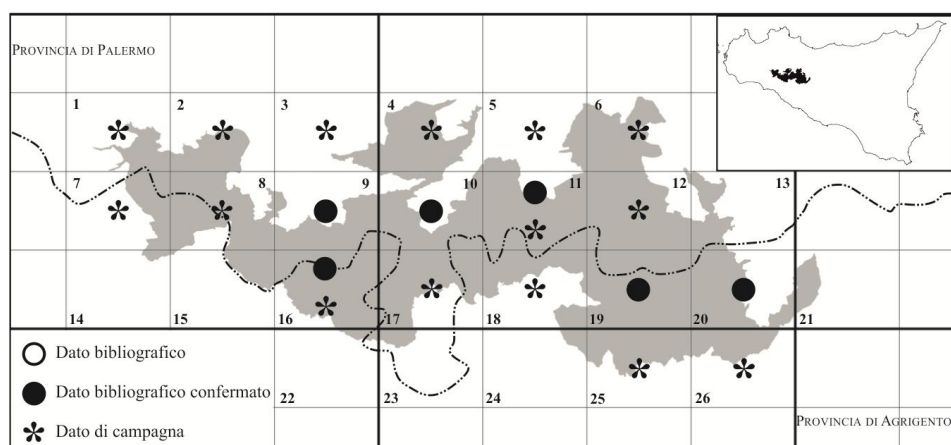 PROVINCIA DI PALERMO
1 2 3 4 5 6
7 8 9 10 11 12 13
14 15 16 17 18 19 20 21
Dato bibliografico
Dato bibliografico confermato
22 23 24 25 26
Dato di campagna
PROVINCIA DI AGRIGENTO